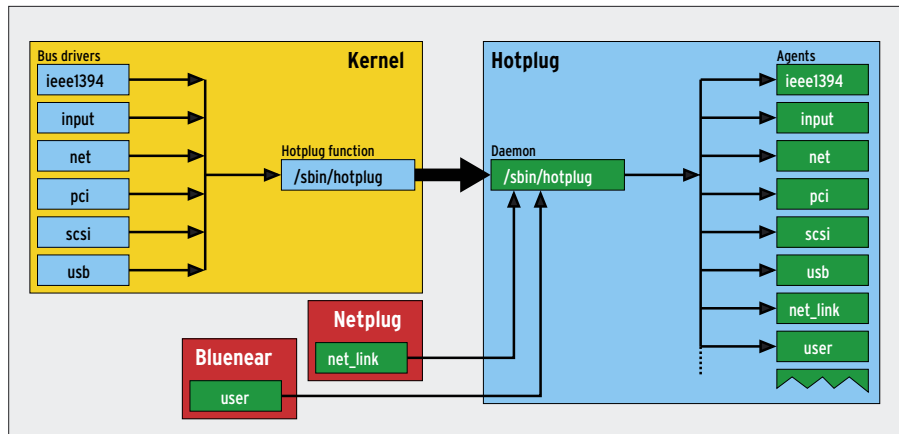 Bus drivers
Kernel
ieee1394
input
net
pci
scsi
usb
Hotplug function
/sbin/hotplug
Hotplug
Daemon
/sbin/hotplug
Agents
ieee1394
input
net
pci
scsi
usb
net_link
user
Netplug
net_link
Bluenear
user